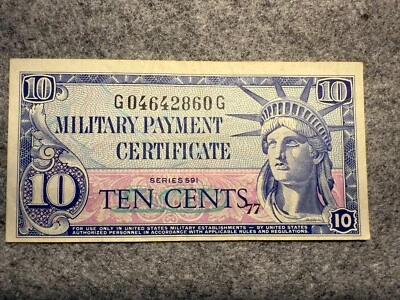 10 10
G04642860G
MILITARY PAYMENT
CERTIFICATE
SERIES 591
10 TEN CENTS 77
10
FOR USE ONLY IN UNITED STATES MILITARY ESTABLISHMENTS - BY UNITED STATES
AUTHORIZED PERSONNEL IN ACCORDANCE WITH APPLICABLE RULES AND REGULATIONS.